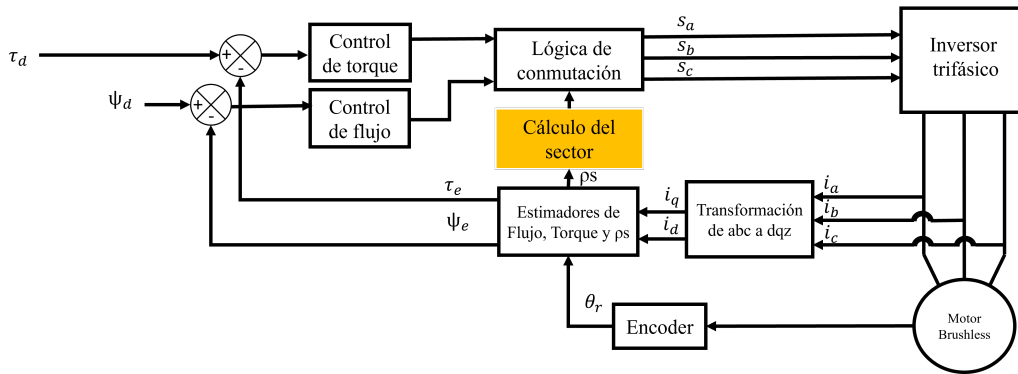 τ_d
+
-
Control
de torque
Lógica de
conmutación
s_a
s_b
s_c
Inversor
trifásico
ψ_d
+
-
Control
de flujo
Cálculo del
sector
ρs
τ_e
ψ_e
Estimadores de
Flujo, Torque y ρs
i_q
i_d
Transformación
de abc a dqz
i_a
i_b
i_c
θ_r
Encoder
Motor
Brushless